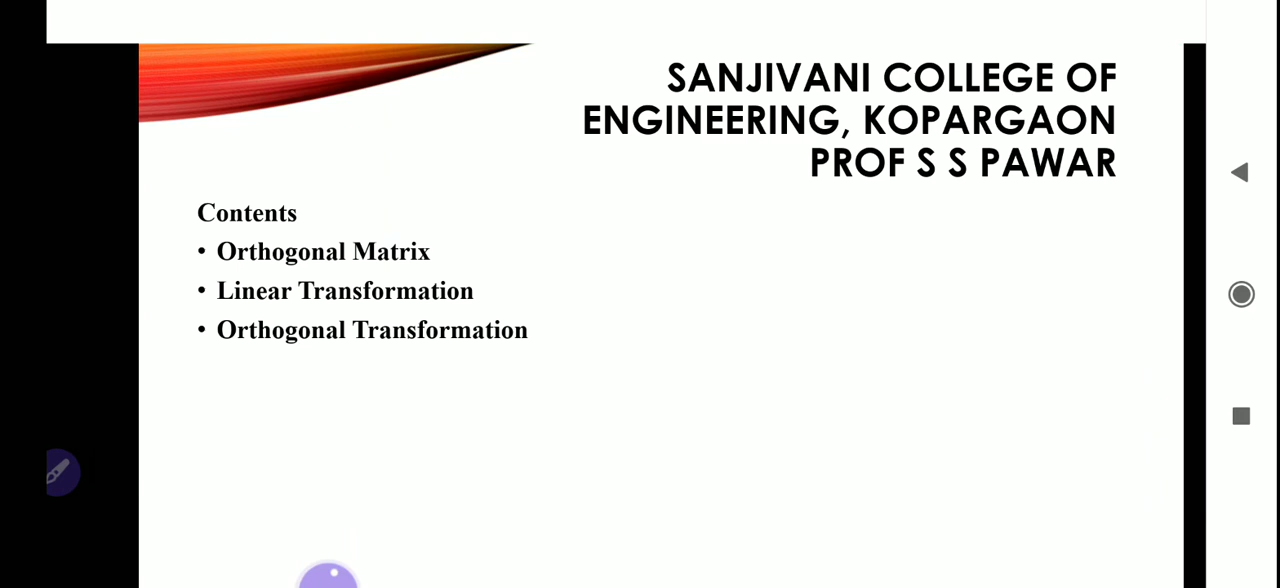 SANJIVANI COLLEGE OF
ENGINEERING, KOPARGAON
PROF S S PAWAR
Contents
• Orthogonal Matrix
• Linear Transformation
• Orthogonal Transformation